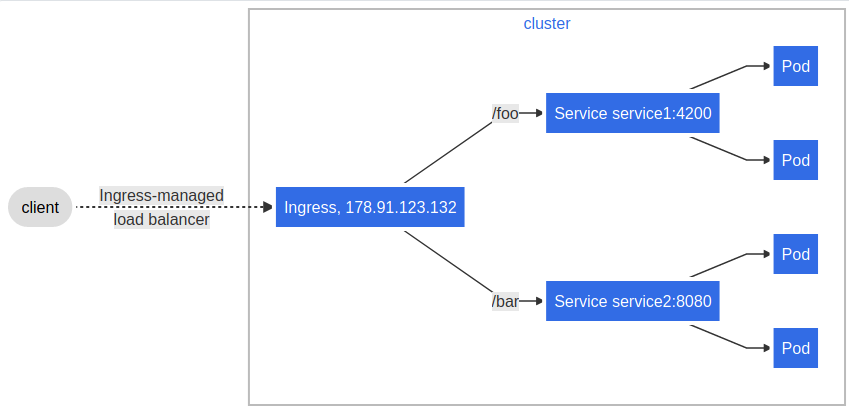 cluster
client
Ingress-managed
load balancer
Ingress, 178.91.123.132
/foo
Service service1:4200
Pod
Pod
/bar
Service service2:8080
Pod
Pod